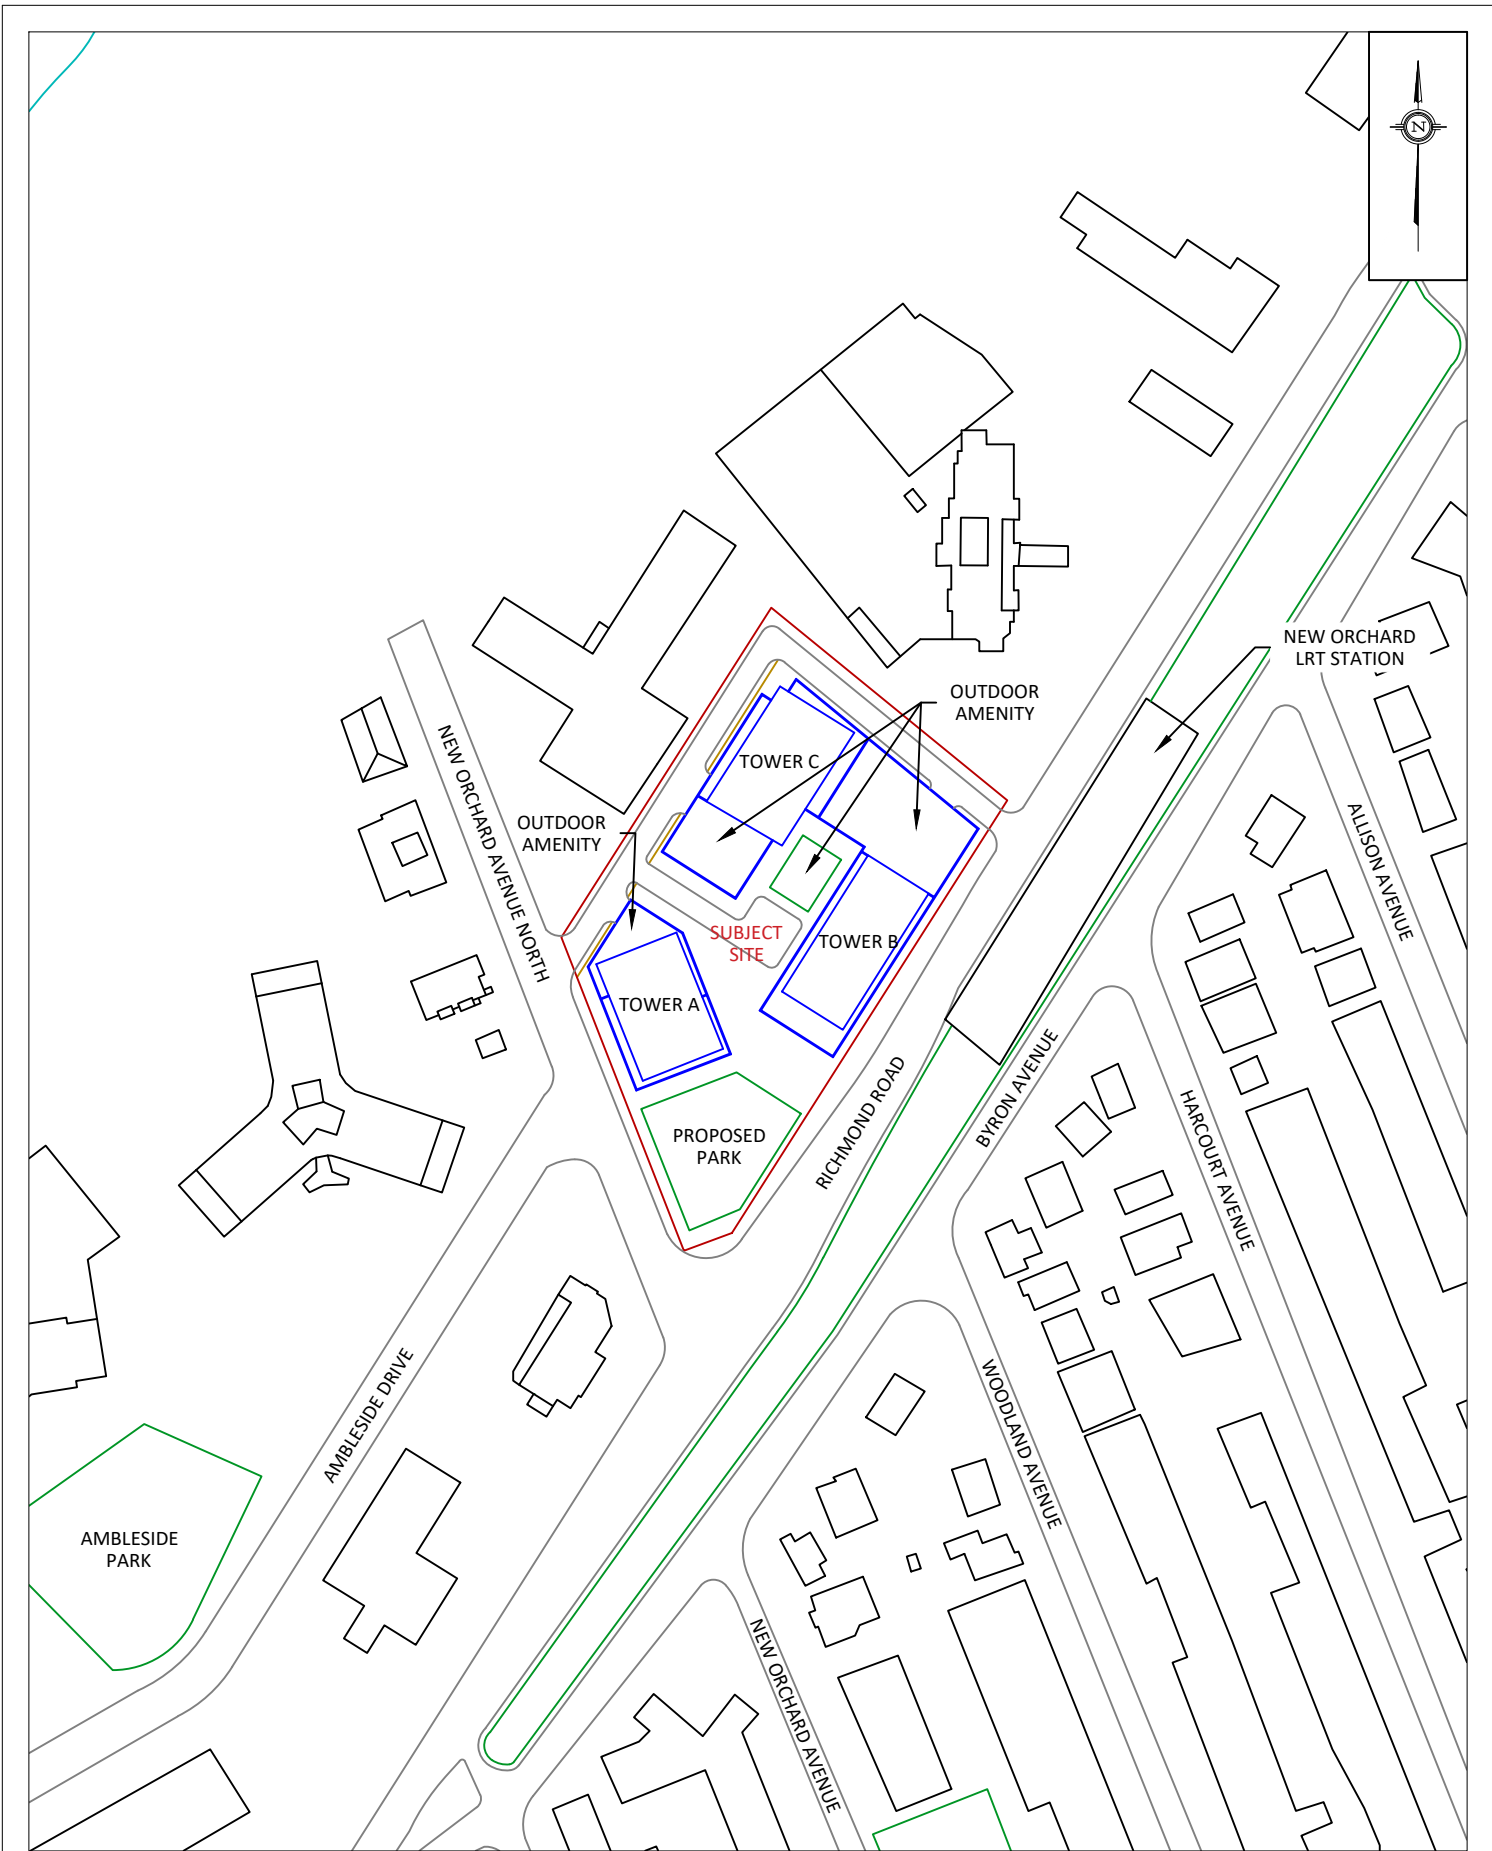 N
NEW ORCHARD
LRT STATION
OUTDOOR
AMENITY
TOWER C
NEW ORCHARD AVENUE NORTH
OUTDOOR
AMENITY
ALLISON AVENUE
SUBJECT
SITE
TOWER B
TOWER A
RICHMOND ROAD
BYRON AVENUE
PROPOSED
PARK
HARCOURT AVENUE
AMBLESIDE DRIVE
WOODLAND AVENUE
AMBLESIDE
PARK
NEW ORCHARD AVENUE